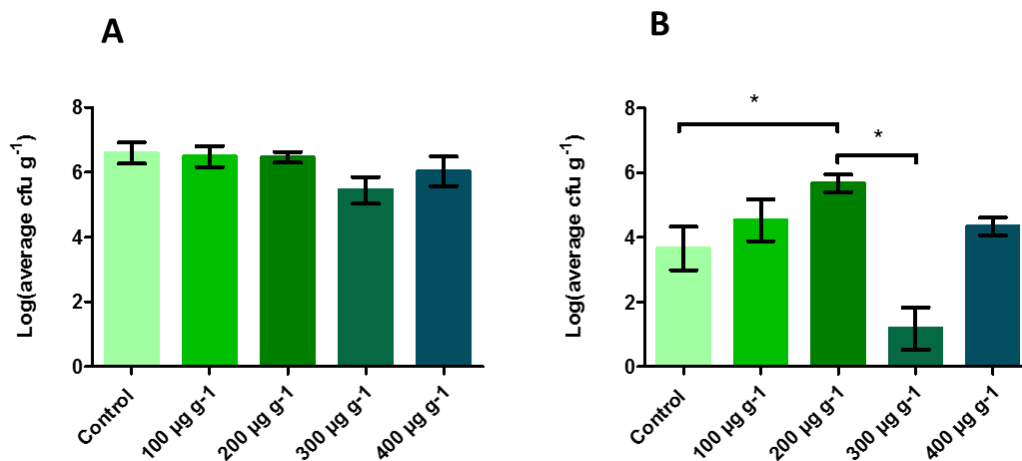 A
Log(average cfu g⁻¹)
8
6
4
2
0
Control
100 µg g-1
200 µg g-1
300 µg g-1
400 µg g-1
B
Log(average cfu g⁻¹)
8
6
4
2
0
*
*
Control
100 µg g-1
200 µg g-1
300 µg g-1
400 µg g-1